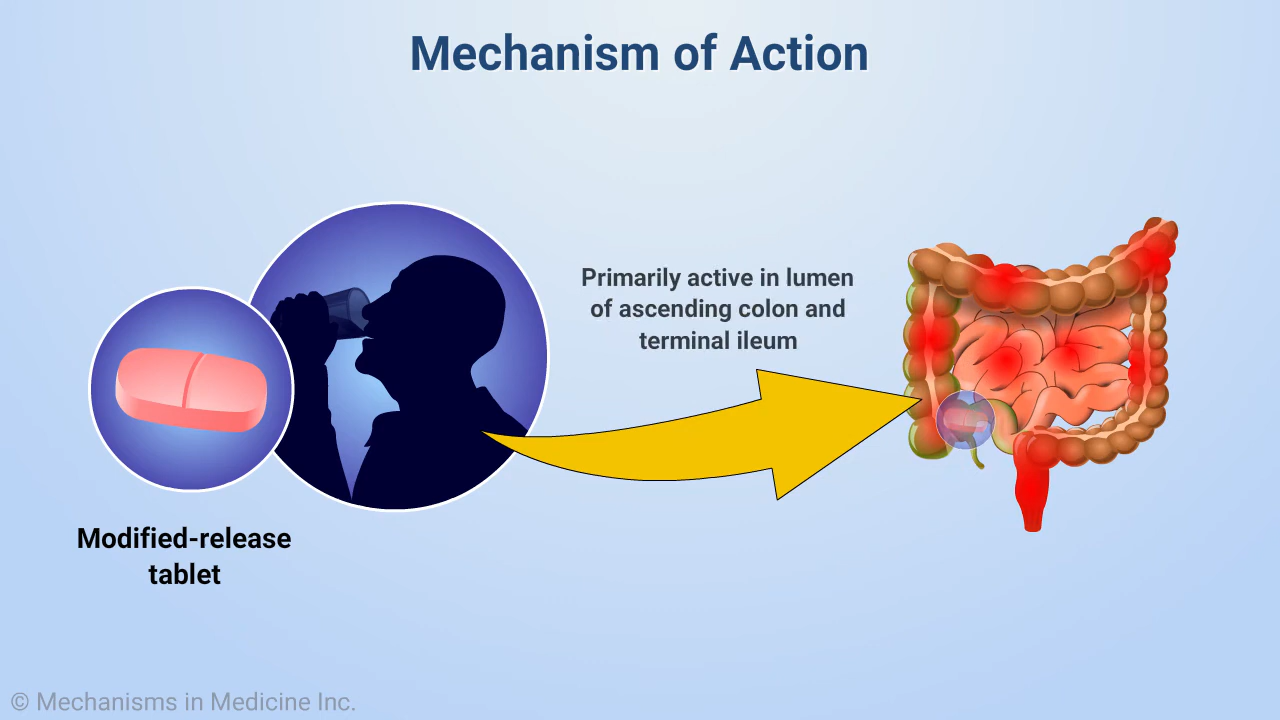 Mechanism of Action
Primarily active in lumen
of ascending colon and
terminal ileum
Modified-release
tablet
© Mechanisms in Medicine Inc.